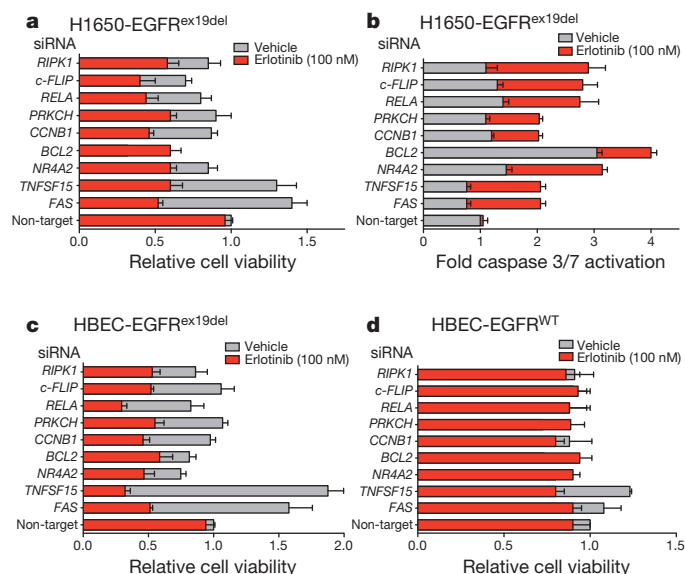 a H1650-EGFRex19del
siRNA
Vehicle
Erlotinib (100 nM)
RIPK1
c-FLIP
RELA
PRKCH
CCNB1
BCL2
NR4A2
TNFSF15
FAS
Non-target
0.0 0.5 1.0 1.5
Relative cell viability
b H1650-EGFRex19del
siRNA
Vehicle
Erlotinib (100 nM)
RIPK1
c-FLIP
RELA
PRKCH
CCNB1
BCL2
NR4A2
TNFSF15
FAS
Non-target
0 1 2 3 4
Fold caspase 3/7 activation
c HBEC-EGFRex19del
siRNA
Vehicle
Erlotinib (100 nM)
RIPK1
c-FLIP
RELA
PRKCH
CCNB1
BCL2
NR4A2
TNFSF15
FAS
Non-target
0.0 0.5 1.0 1.5 2.0
Relative cell viability
d HBEC-EGFRWT
siRNA
Vehicle
Erlotinib (100 nM)
RIPK1
c-FLIP
RELA
PRKCH
CCNB1
BCL2
NR4A2
TNFSF15
FAS
Non-target
0.0 0.5 1.0 1.5
Relative cell viability